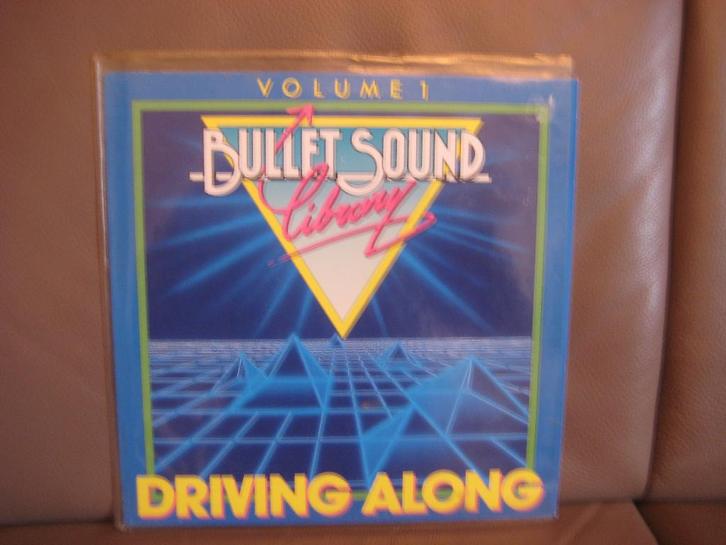 VOLUME 1
BULLET SOUND
Library
DRIVING ALONG